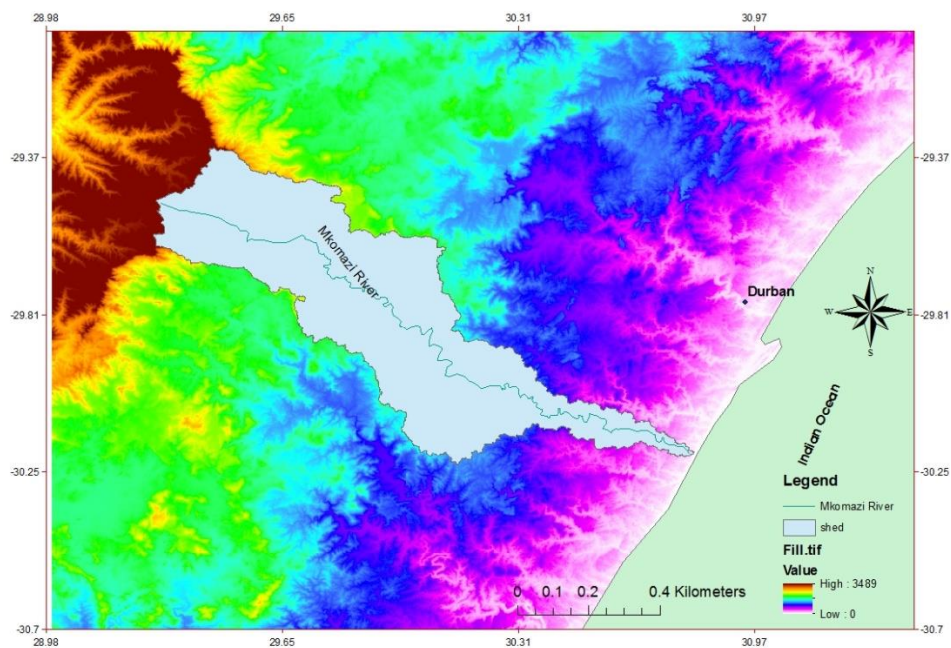 28.98 29.65 30.31 30.97
-29.37 -29.37
Mkomazi River
Durban
N
W E
S
-29.81 -29.81
Indian Ocean
-30.25 -30.25
Legend
Mkomazi River
shed
Fill.tif
Value
High : 3489
Low : 0
0 0.1 0.2 0.4 Kilometers
-30.7 -30.7
28.98 29.65 30.31 30.97